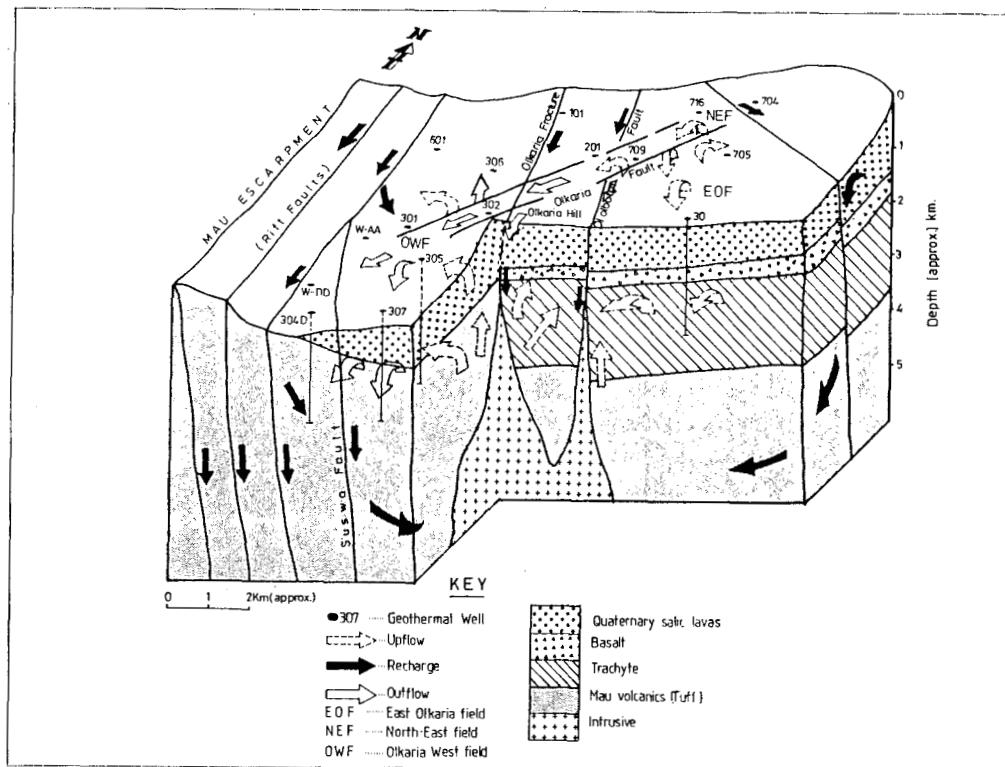 N
MAU ESCARPMENT
(Rift Faults)
601
306
Olkaria Fracture
101
Fault
201
709
Fault
716
NEF
704
705
EOF
Olkaria
302
Olkaria Hill
301
W-AA
OWF
305
30
W-DD
304D
307
Suswa Fault
0
1
2
3
4
5
Depth (approx.) km.
0 1 2Km(approx.)
KEY
307 Geothermal Well
Upflow
Recharge
Outflow
EOF East Olkaria field
NEF North-East field
OWF Olkaria West field
Quaternary salic lavas
Basalt
Trachyte
Mau volcanics (Tuff)
Intrusive